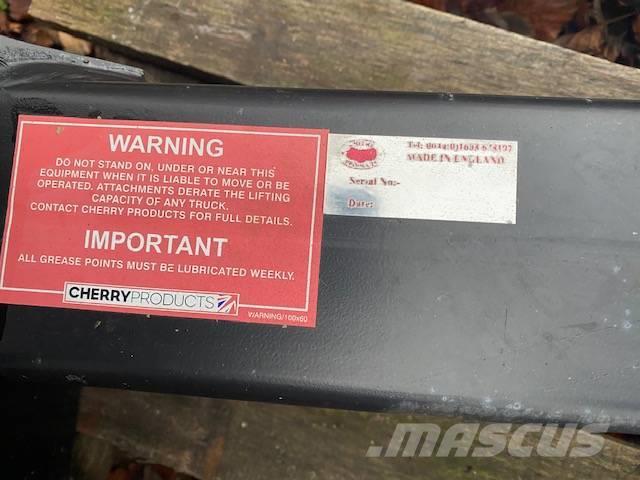 WARNING
DO NOT STAND ON, UNDER OR NEAR THIS
EQUIPMENT WHEN IT IS LIABLE TO MOVE OR BE
OPERATED. ATTACHMENTS DERATE THE LIFTING
CAPACITY OF ANY TRUCK.
CONTACT CHERRY PRODUCTS FOR FULL DETAILS.
IMPORTANT
ALL GREASE POINTS MUST BE LUBRICATED WEEKLY.
CHERRYPRODUCTS
WARNING/100x60
Tel:
MADE IN ENGLAND
Serial No:-
Date:
MASCUS